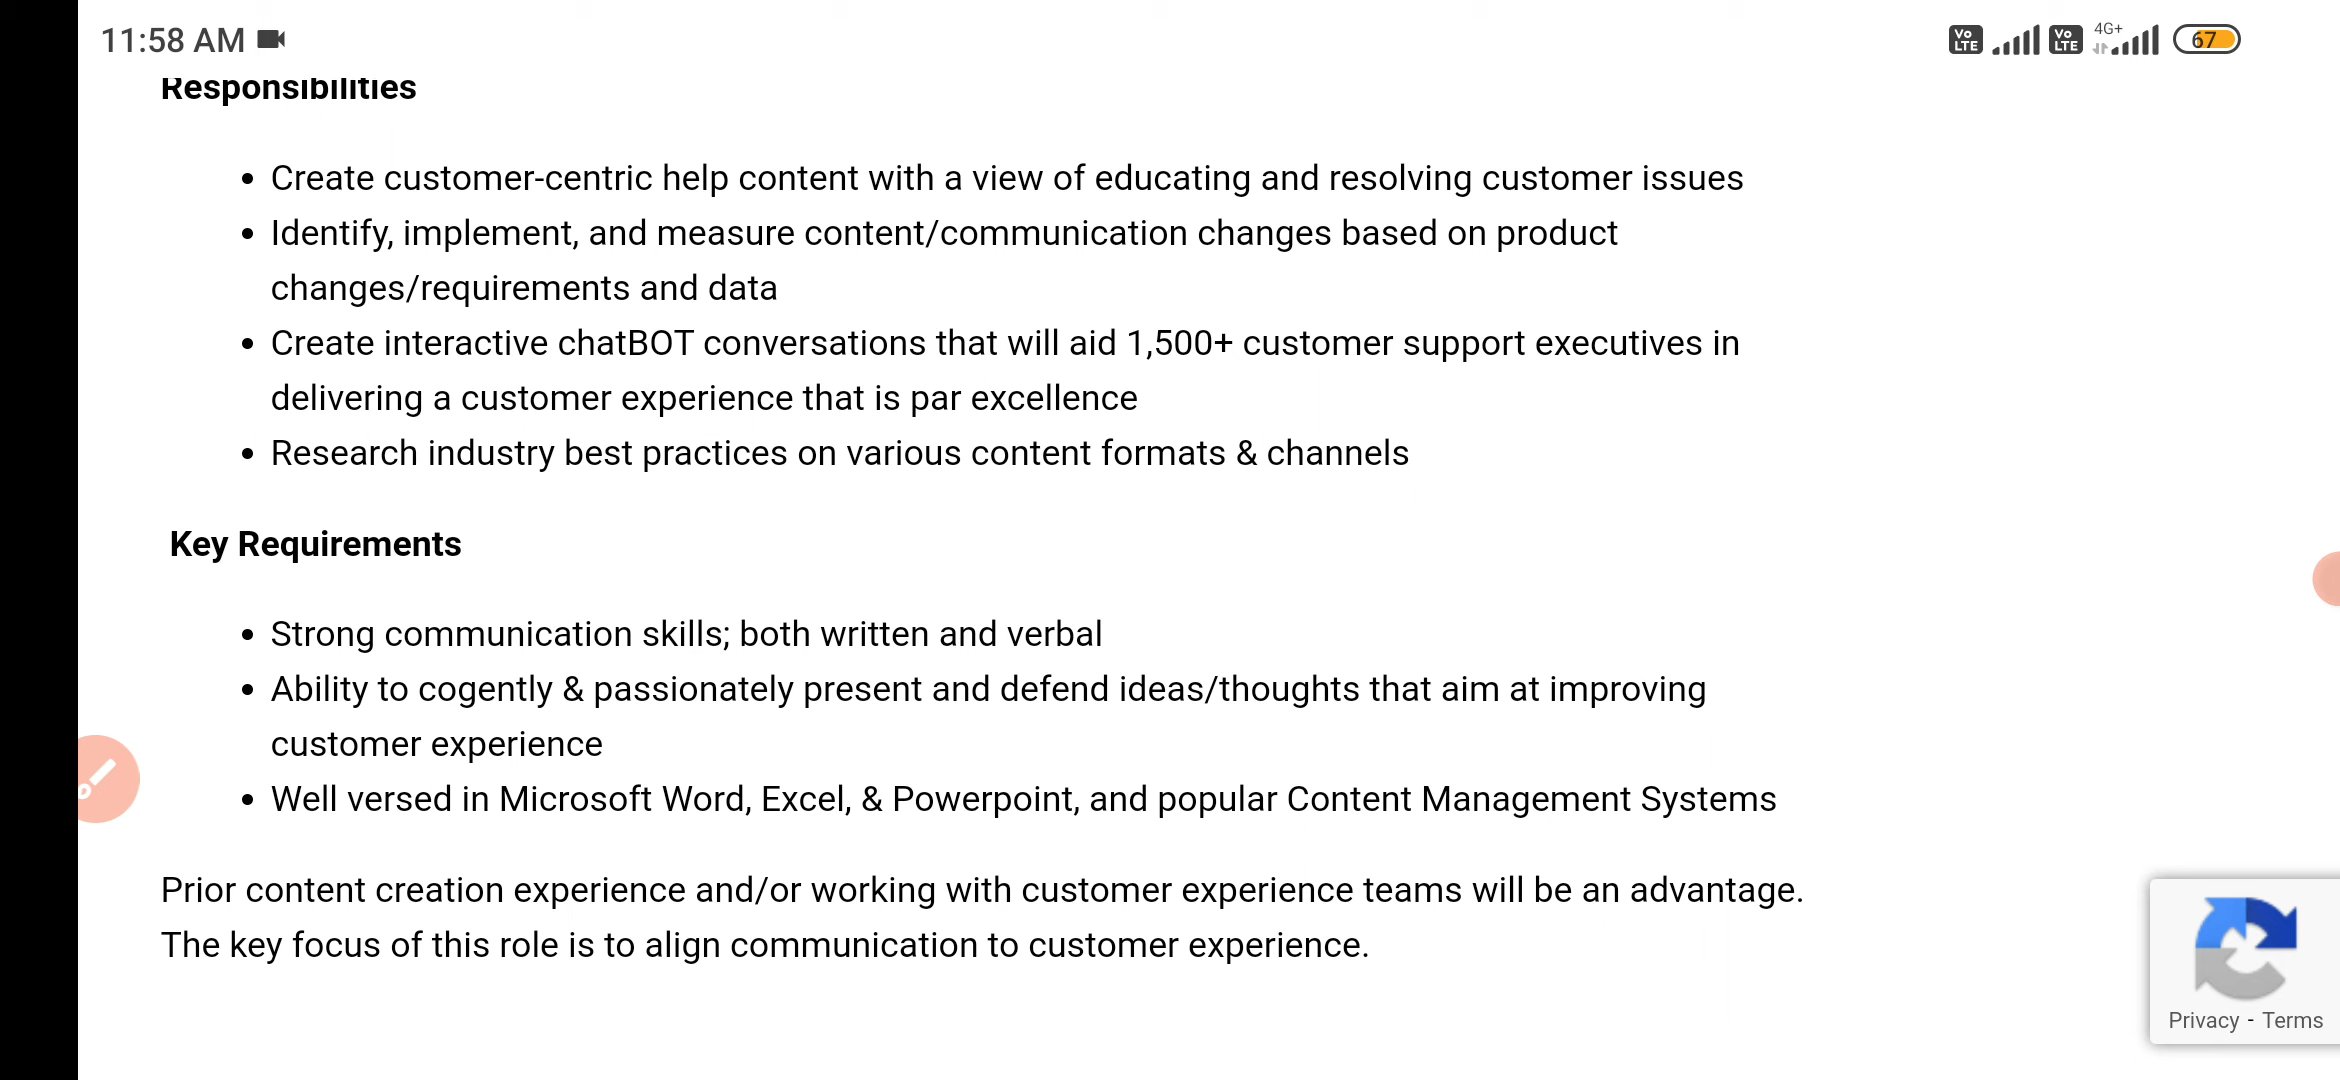 11:58 AM
Vo LTE Vo LTE 4G+ 67
Responsibilities
• Create customer-centric help content with a view of educating and resolving customer issues
• Identify, implement, and measure content/communication changes based on product
changes/requirements and data
• Create interactive chatBOT conversations that will aid 1,500+ customer support executives in
delivering a customer experience that is par excellence
• Research industry best practices on various content formats & channels
Key Requirements
• Strong communication skills; both written and verbal
• Ability to cogently & passionately present and defend ideas/thoughts that aim at improving
customer experience
• Well versed in Microsoft Word, Excel, & Powerpoint, and popular Content Management Systems
Prior content creation experience and/or working with customer experience teams will be an advantage.
The key focus of this role is to align communication to customer experience.
Privacy - Terms